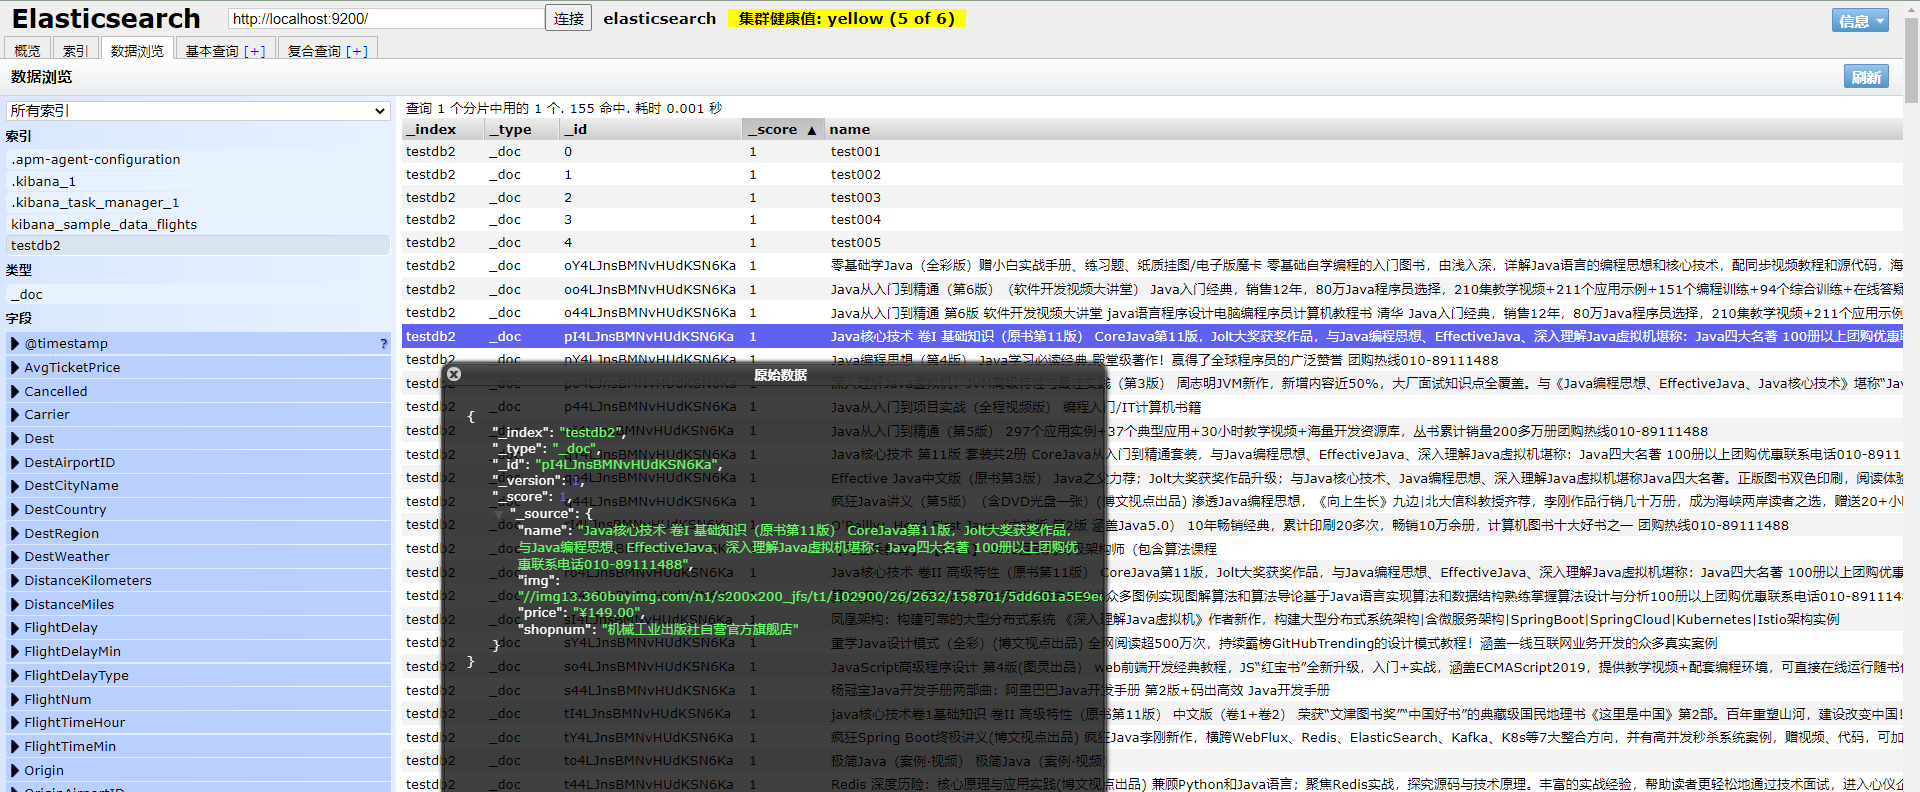 Elasticsearch http://localhost:9200/ 连接 elasticsearch 集群健康值: yellow (5 of 6) 信息
概览 索引 数据浏览 基本查询 [+] 复合查询 [+]
数据浏览 刷新
所有索引
索引
.apm-agent-configuration
.kibana_1
.kibana_task_manager_1
kibana_sample_data_flights
testdb2
类型
_doc
字段
@timestamp ?
AvgTicketPrice
Cancelled
Carrier
Dest
DestAirportID
DestCityName
DestCountry
DestRegion
DestWeather
DistanceKilometers
DistanceMiles
FlightDelay
FlightDelayMin
FlightDelayType
FlightNum
FlightTimeHour
FlightTimeMin
Origin
OriginAirportID
查询 1 个分片中用的 1 个. 155 命中. 耗时 0.001 秒
_index _type _id _score ▲ name
testdb2 _doc 0 1 test001
testdb2 _doc 1 1 test002
testdb2 _doc 2 1 test003
testdb2 _doc 3 1 test004
testdb2 _doc 4 1 test005
testdb2 _doc oY4LJnsBMNvHUdKSN6Ka 1 零基础学Java（全彩版）赠小白实战手册、练习题、纸质挂图/电子版魔卡 零基础自学编程的入门图书，由浅入深，详解Java语言的编程思想和核心技术，配同步视频教程和源代码，海
testdb2 _doc oo4LJnsBMNvHUdKSN6Ka 1 Java从入门到精通（第6版）（软件开发视频大讲堂） Java入门经典，销售12年，80万Java程序员选择，210集教学视频+211个应用示例+151个编程训练+94个综合训练+在线答疑
testdb2 _doc o44LJnsBMNvHUdKSN6Ka 1 Java从入门到精通 第6版 软件开发视频大讲堂 java语言程序设计电脑编程序员计算机教程书 清华 Java入门经典，销售12年，80万Java程序员选择，210集教学视频+211个应用示
testdb2 _doc pI4LJnsBMNvHUdKSN6Ka 1 Java核心技术 卷I 基础知识（原书第11版） CoreJava第11版，Jolt大奖获奖作品，与Java编程思想、EffectiveJava、深入理解Java虚拟机堪称：Java四大名著 100册以上团购优惠
testdb2 _doc pY4LJnsBMNvHUdKSN6Ka 1 Java编程思想（第4版） Java学习必读经典,殿堂级著作！赢得了全球程序员的广泛赞誉 团购热线010-89111488
testdb2 _doc po4LJnsBMNvHUdKSN6Ka 1 深入理解Java虚拟机：JVM高级特性与最佳实践（第3版） 周志明JVM新作，新增内容近50%，大厂面试知识点全覆盖。与《Java编程思想、EffectiveJava、Java核心技术》堪称“Jav
testdb2 _doc p44LJnsBMNvHUdKSN6Ka 1 Java从入门到项目实战（全程视频版） 编程入门/IT计算机书籍
testdb2 1 Java从入门到精通（第5版） 297个应用实例+37个典型应用+30小时教学视频+海量开发资源库，丛书累计销量200多万册团购热线010-89111488
testdb2 1 Java核心技术 第11版 套装共2册 CoreJava从入门到精通套装，与Java编程思想、EffectiveJava、深入理解Java虚拟机堪称：Java四大名著 100册以上团购优惠联系电话010-8911
testdb2 1 Effective Java中文版（原书第3版） Java之父力荐；Jolt大奖获奖作品升级；与Java核心技术、Java编程思想、深入理解Java虚拟机堪称Java四大名著。正版图书双色印刷，阅读体验
testdb2 1 疯狂Java讲义（第5版）（含DVD光盘一张）(博文视点出品) 渗透Java编程思想，《向上生长》九边|北大信科教授齐荐，李刚作品行销几十万册，成为海峡两岸读者之选，赠送20+小
testdb2 1 第2版 涵盖Java5.0） 10年畅销经典，累计印刷20多次，畅销10万余册，计算机图书十大好书之一 团购热线010-89111488
testdb2 1 架构师（包含算法课程
testdb2 1 Java核心技术 卷II 高级特性（原书第11版） CoreJava第11版，Jolt大奖获奖作品，与Java编程思想、EffectiveJava、深入理解Java虚拟机堪称：Java四大名著 100册以上团购优惠
testdb2 众多图例实现图解算法和算法导论基于Java语言实现算法和数据结构熟练掌握算法设计与分析100册以上团购优惠联系电话010-8911148
testdb2 _doc sI4LJnsBMNvHUdKSN6Ka 1 凤凰架构：构建可靠的大型分布式系统 《深入理解Java虚拟机》作者新作，构建大型分布式系统架构|含微服务架构|SpringBoot|SpringCloud|Kubernetes|Istio架构实例
testdb2 _doc sY4LJnsBMNvHUdKSN6Ka 1 重学Java设计模式（全彩）(博文视点出品) 全网阅读超500万次，持续霸榜GitHubTrending的设计模式教程！涵盖一线互联网业务开发的众多真实案例
testdb2 _doc so4LJnsBMNvHUdKSN6Ka 1 JavaScript高级程序设计 第4版(图灵出品） web前端开发经典教程，JS“红宝书”全新升级，入门+实战，涵盖ECMAScript2019，提供教学视频+配套编程环境，可直接在线运行随书
testdb2 _doc s44LJnsBMNvHUdKSN6Ka 1 杨冠宝Java开发手册两部曲：阿里巴巴Java开发手册 第2版+码出高效 Java开发手册
testdb2 _doc tI4LJnsBMNvHUdKSN6Ka 1 java核心技术卷1基础知识 卷II 高级特性（原书第11版） 中文版（卷1+卷2） 荣获“文津图书奖”“中国好书”的典藏级国民地理书《这里是中国》第2部。百年重塑山河，建设改变中国！
testdb2 _doc tY4LJnsBMNvHUdKSN6Ka 1 疯狂Spring Boot终极讲义(博文视点出品) 疯狂Java李刚新作，横跨WebFlux、Redis、ElasticSearch、Kafka、K8s等7大整合方向，并有高并发秒杀系统案例，赠视频、代码，可加
testdb2 _doc to4LJnsBMNvHUdKSN6Ka 1 极简Java（案例·视频） 极简Java（案例·视频）
testdb2 _doc t44LJnsBMNvHUdKSN6Ka 1 Redis 深度历险：核心原理与应用实践(博文视点出品) 兼顾Python和Java语言；聚焦Redis实战，探究源码与技术原理。丰富的实战经验，帮助读者更轻松地通过技术面试，进入心仪企
原始数据
{
"_index": "testdb2",
"_type": "_doc",
"_id": "pI4LJnsBMNvHUdKSN6Ka",
"_version": 1,
"_score": 1,
"_source": {
"name": "Java核心技术 卷I 基础知识（原书第11版） CoreJava第11版，Jolt大奖获奖作品，
与Java编程思想、EffectiveJava、深入理解Java虚拟机堪称：Java四大名著 100册以上团购优
惠联系电话010-89111488",
"img":
"//img13.360buyimg.com/n1/s200x200_jfs/t1/102900/26/2632/158701/5dd601a5E9e
"price": "¥149.00",
"shopnum": "机械工业出版社自营官方旗舰店"
}
}